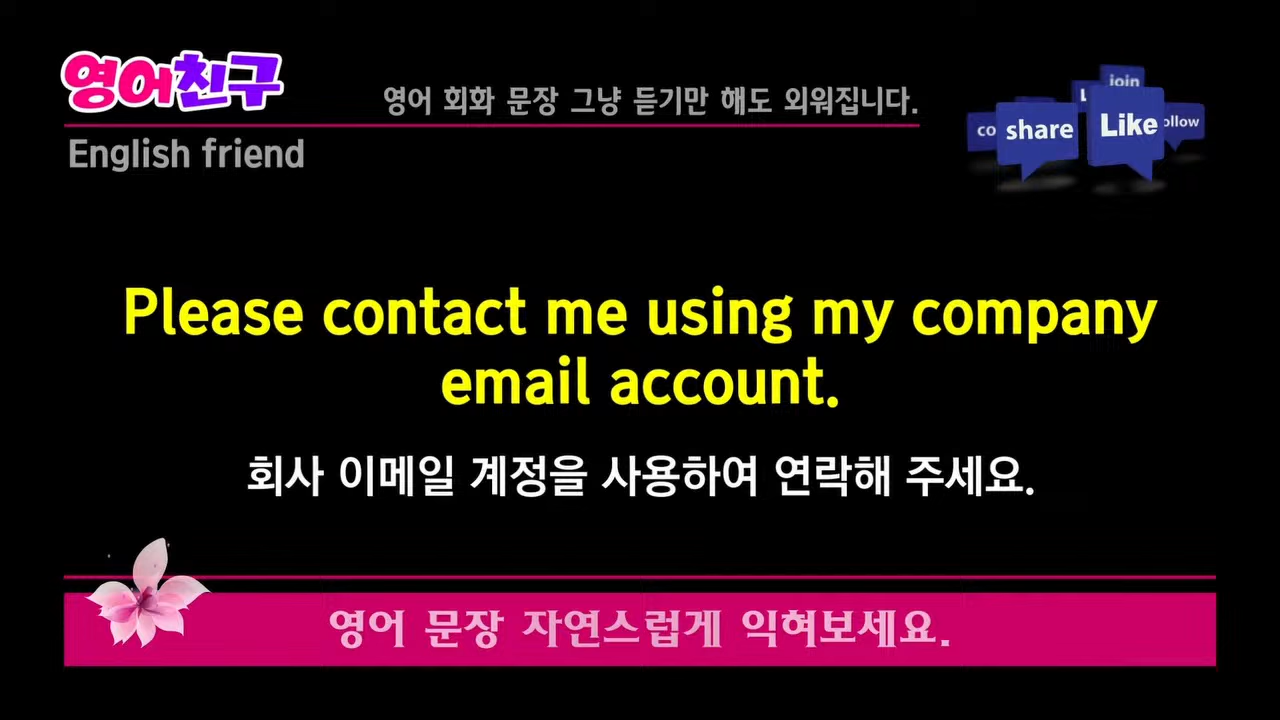 영어친구
영어 회화 문장 그냥 듣기만 해도 외워집니다.
English friend
join
share
Like
Please contact me using my company
email account.
회사 이메일 계정을 사용하여 연락해 주세요.
영어 문장 자연스럽게 익혀보세요.